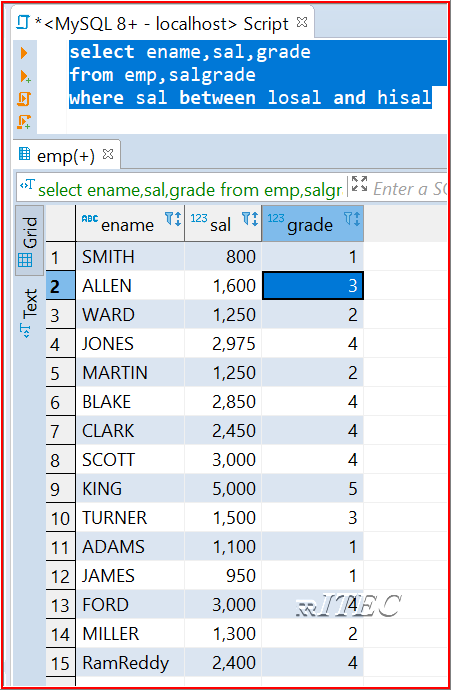 *<MySQL 8+ - localhost> Script
select ename,sal,grade
from emp,salgrade
where sal between losal and hisal
emp(+)
select ename,sal,grade from emp,salgr
Enter a SQ
Grid
Text
ABC ename 123 sal 123 grade
1 SMITH 800 1
2 ALLEN 1,600 3
3 WARD 1,250 2
4 JONES 2,975 4
5 MARTIN 1,250 2
6 BLAKE 2,850 4
7 CLARK 2,450 4
8 SCOTT 3,000 4
9 KING 5,000 5
10 TURNER 1,500 3
11 ADAMS 1,100 1
12 JAMES 950 1
13 FORD 3,000 4
14 MILLER 1,300 2
15 RamReddy 2,400 4
ITEC